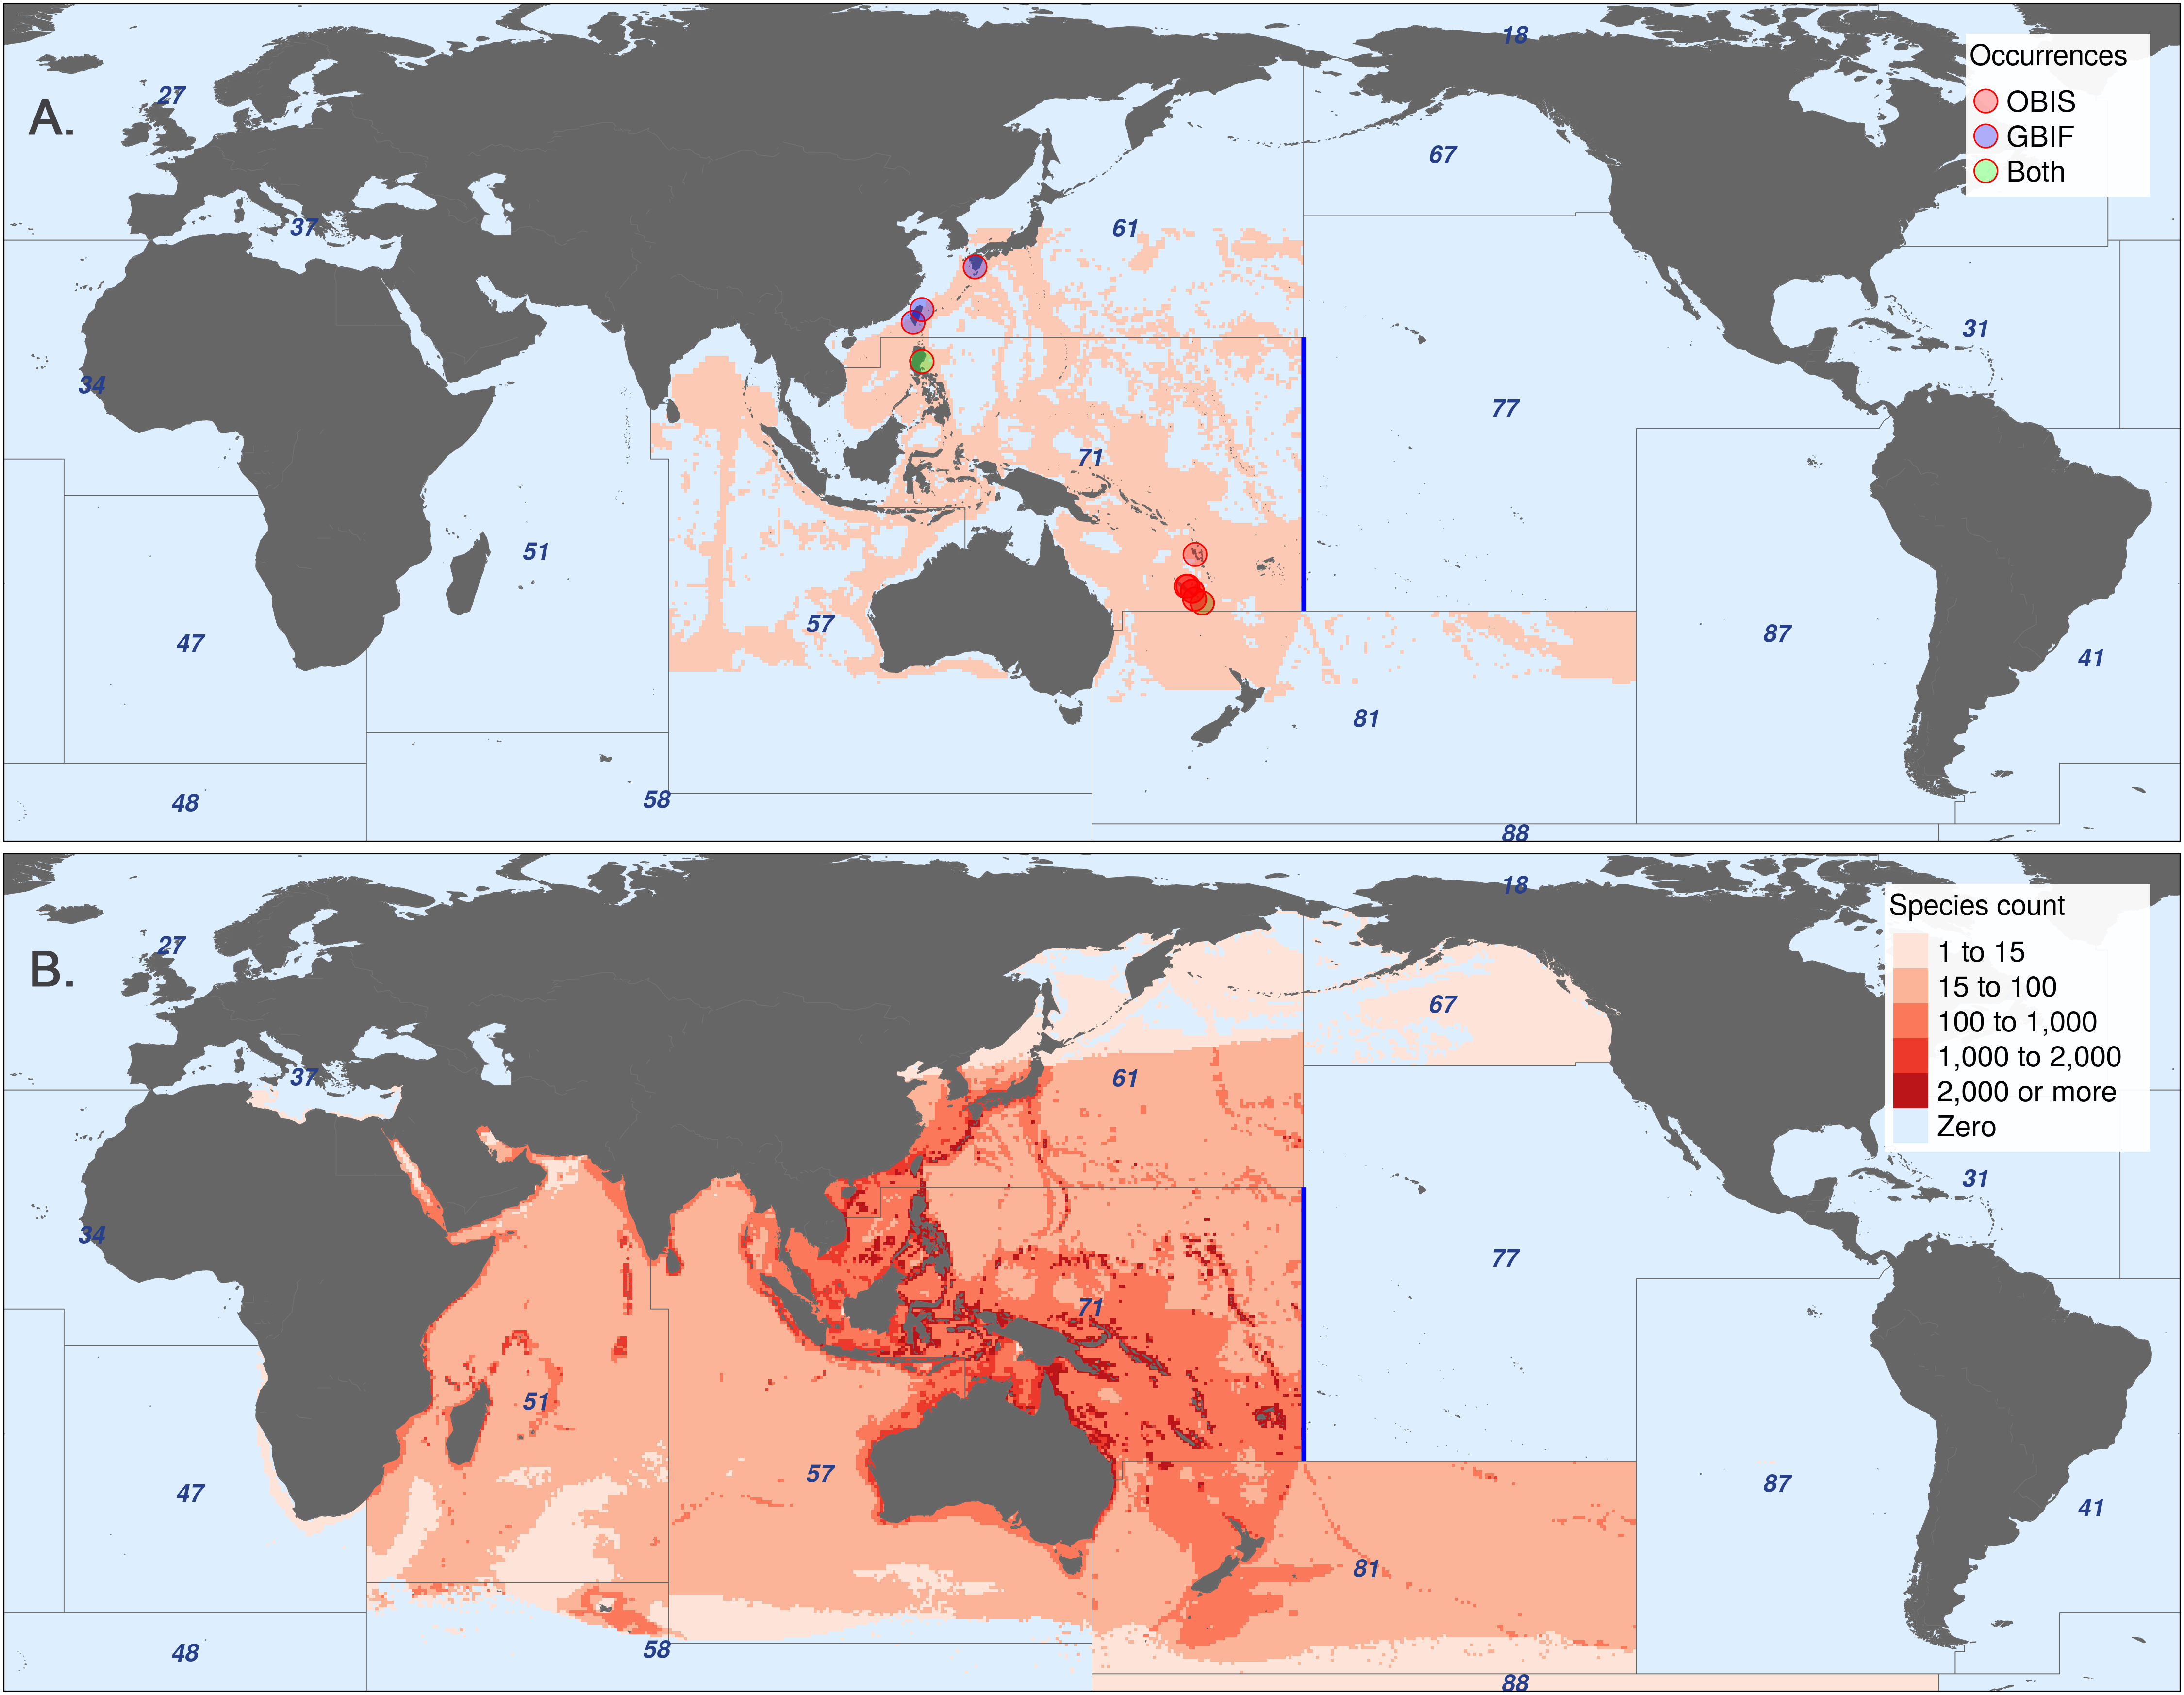 18
Occurrences
OBIS
GBIF
Both
A.
27
67
37
61
31
34
77
71
51
57
47
87
41
81
48
58
88
18
Species count
1 to 15
15 to 100
100 to 1,000
1,000 to 2,000
2,000 or more
Zero
B.
27
67
37
61
31
34
77
71
51
57
47
87
41
81
48
58
88